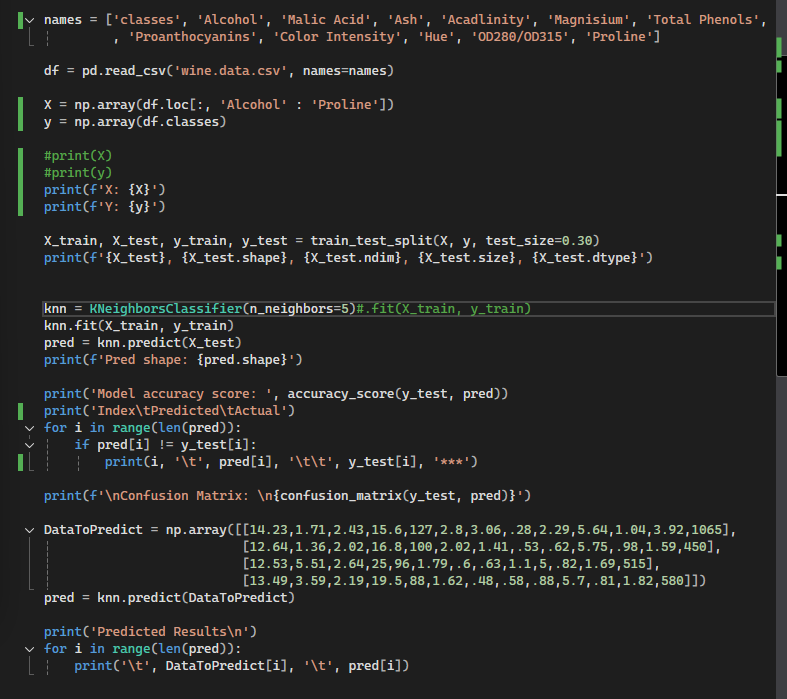 names = ['classes', 'Alcohol', 'Malic Acid', 'Ash', 'Acadlinity', 'Magnisium', 'Total Phenols',
, 'Proanthocyanins', 'Color Intensity', 'Hue', 'OD280/OD315', 'Proline']
df = pd.read_csv('wine.data.csv', names=names)
X = np.array(df.loc[:, 'Alcohol' : 'Proline'])
y = np.array(df.classes)
#print(X)
#print(y)
print(f'X: {X}')
print(f'Y: {y}')
X_train, X_test, y_train, y_test = train_test_split(X, y, test_size=0.30)
print(f'{X_test}, {X_test.shape}, {X_test.ndim}, {X_test.size}, {X_test.dtype}')
knn = KNeighborsClassifier(n_neighbors=5)#.fit(X_train, y_train)
knn.fit(X_train, y_train)
pred = knn.predict(X_test)
print(f'Pred shape: {pred.shape}')
print('Model accuracy score: ', accuracy_score(y_test, pred))
print('Index\tPredicted\tActual')
for i in range(len(pred)):
if pred[i] != y_test[i]:
print(i, '\t', pred[i], '\t\t', y_test[i], '***')
print(f'\nConfusion Matrix: \n{confusion_matrix(y_test, pred)}')
DataToPredict = np.array([[14.23,1.71,2.43,15.6,127,2.8,3.06,.28,2.29,5.64,1.04,3.92,1065],
[12.64,1.36,2.02,16.8,100,2.02,1.41,.53,.62,5.75,.98,1.59,450],
[12.53,5.51,2.64,25,96,1.79,.6,.63,1.1,5,.82,1.69,515],
[13.49,3.59,2.19,19.5,88,1.62,.48,.58,.88,5.7,.81,1.82,580]])
pred = knn.predict(DataToPredict)
print('Predicted Results\n')
for i in range(len(pred)):
print('\t', DataToPredict[i], '\t', pred[i])